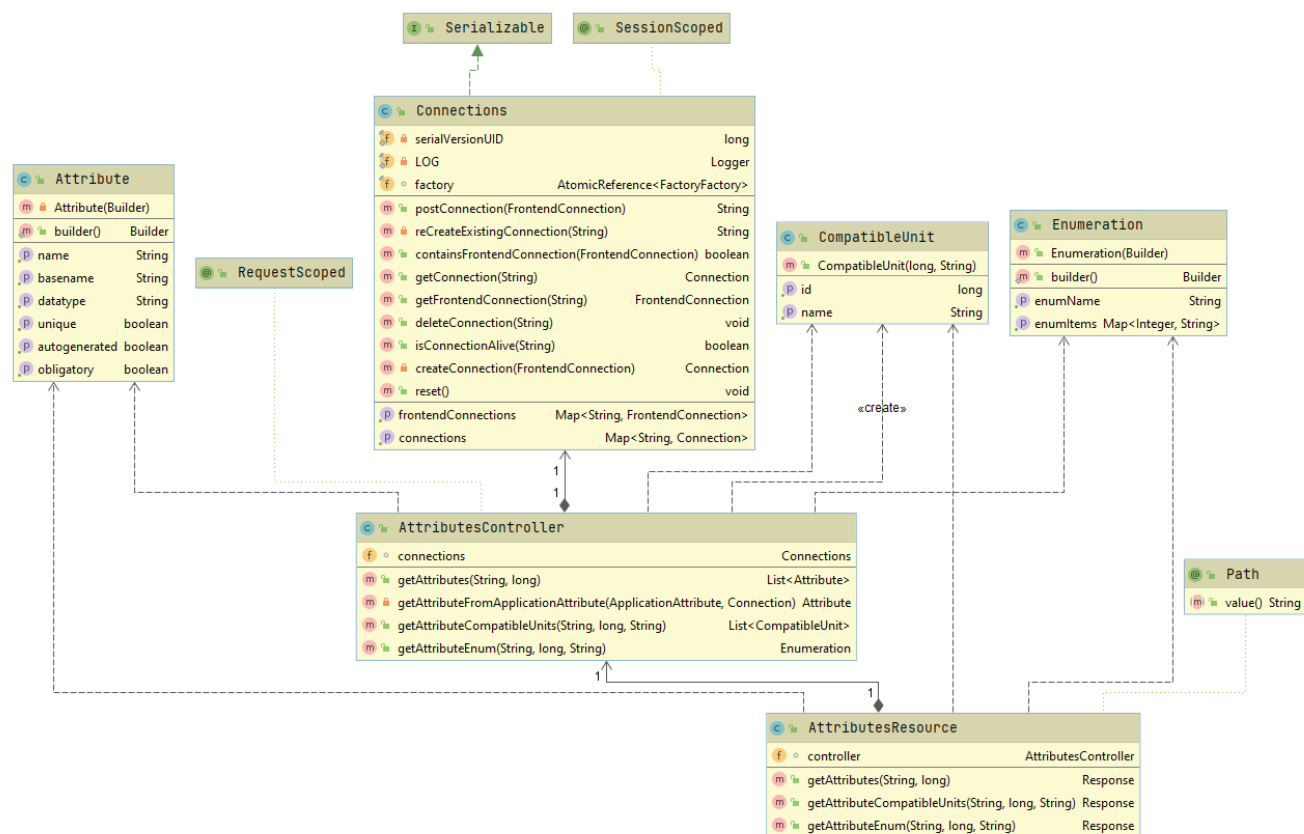 Serializable
SessionScoped
Connections
serialVersionUID long
LOG Logger
factory AtomicReference<FactoryFactory>
postConnection(FrontendConnection) String
reCreateExistingConnection(String) String
containsFrontendConnection(FrontendConnection) boolean
getConnection(String) Connection
getFrontendConnection(String) FrontendConnection
deleteConnection(String) void
isConnectionAlive(String) boolean
createConnection(FrontendConnection) Connection
reset() void
frontendConnections Map<String, FrontendConnection>
connections Map<String, Connection>
Attribute
Attribute(Builder)
builder() Builder
name String
basename String
datatype String
unique boolean
autogenerated boolean
obligatory boolean
RequestScoped
CompatibleUnit
CompatibleUnit(long, String)
id long
name String
Enumeration
Enumeration(Builder)
builder() Builder
enumName String
enumItems Map<Integer, String>
«create»
1
1
AttributesController
connections Connections
getAttributes(String, long) List<Attribute>
getAttributeFromApplicationAttribute(ApplicationAttribute, Connection) Attribute
getAttributeCompatibleUnits(String, long, String) List<CompatibleUnit>
getAttributeEnum(String, long, String) Enumeration
Path
value() String
1
1
AttributesResource
controller AttributesController
getAttributes(String, long) Response
getAttributeCompatibleUnits(String, long, String) Response
getAttributeEnum(String, long, String) Response